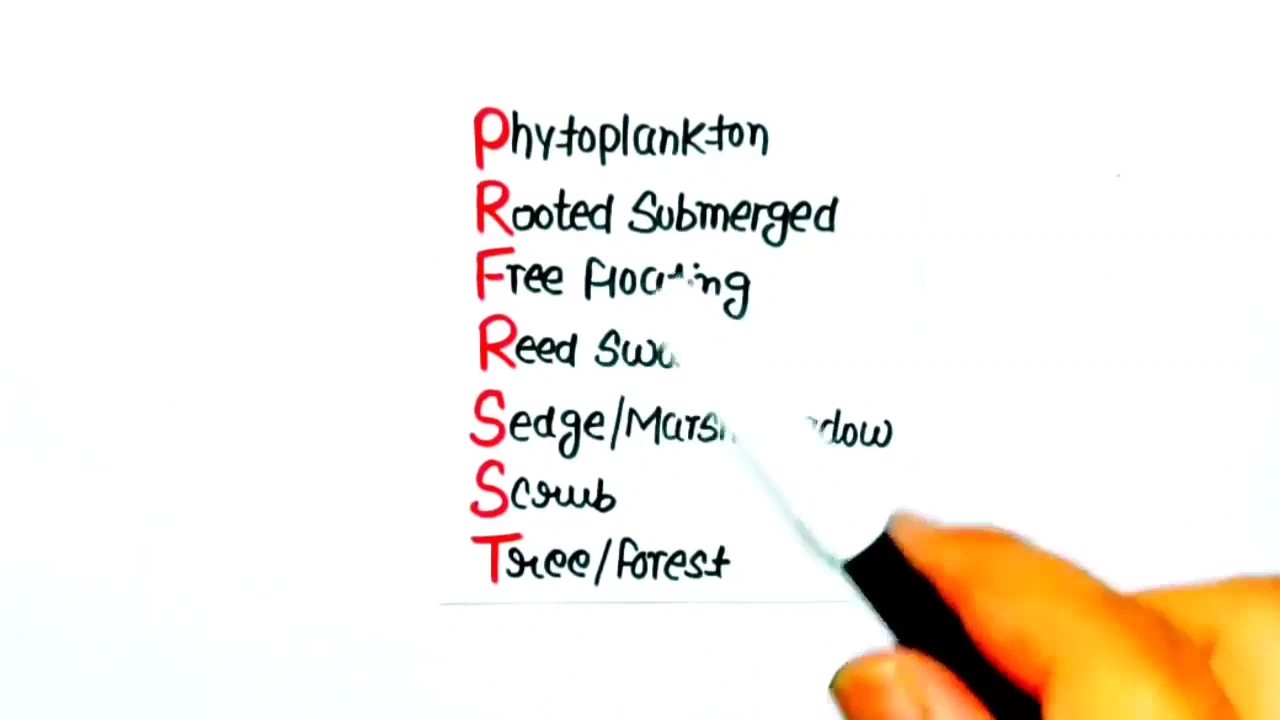 Phytoplankton
Rooted Submerged
Free
Reed
Sedge/
Scrub
Tree/Forest